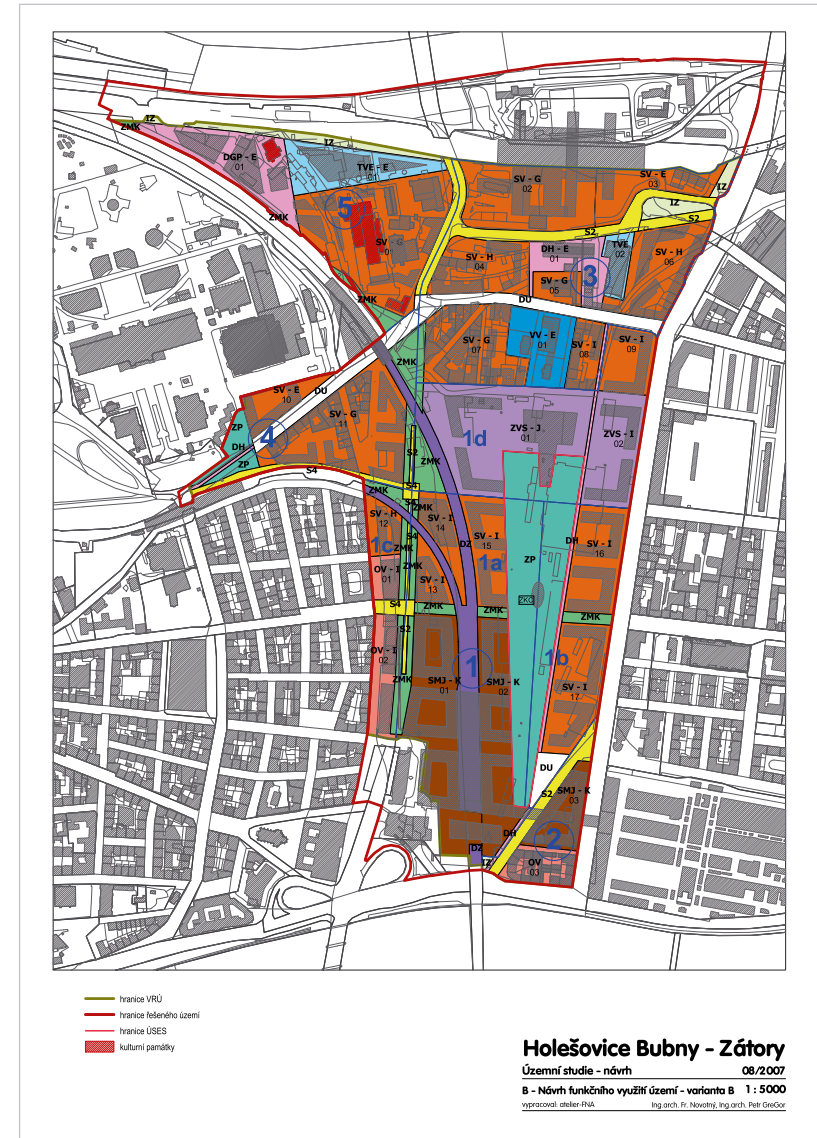 IZ
ZMK
IZ
DGP - E
01
TVE - E
01
SV - G
02
SV - E
03
IZ
IZ
S2
5
ZMK
S2
SV - G
01
SV - H
04
DH - E
01
TVE
02
SV - H
06
3
SV - G
05
ZMK
DU
SV - G
07
VV - E
01
SV - I
08
SV - I
09
ZMK
SV - E
10
DU
SV - G
11
ZP
4
DH
ZP
S4
S2
1d
ZVS - J
01
ZVS - I
02
ZMK
S4
ZMK
S4
ZMK
SV - H
12
SV - I
14
S4
1c
ZMK
DZ
SV - I
15
DH
SV - I
16
OV - I
01
ZMK
SV - I
13
1a
ZP
ZKO
S4
ZMK
ZMK
ZMK
S2
OV - I
02
1
1b
ZMK
SMJ - K
01
SMJ - K
02
SV - I
17
DU
S2
SMJ - K
03
DH
2
DZ
IZ
OV
03
hranice VRÚ
hranice řešeného území
hranice ÚSES
kulturní památky
Holešovice Bubny - Zátory
Územní studie - návrh 08/2007
B - Návrh funkčního využití území - varianta B 1 : 5000
vypracoval: atelier-FNA Ing.arch. Fr. Novotný, Ing.arch. Petr GreGor